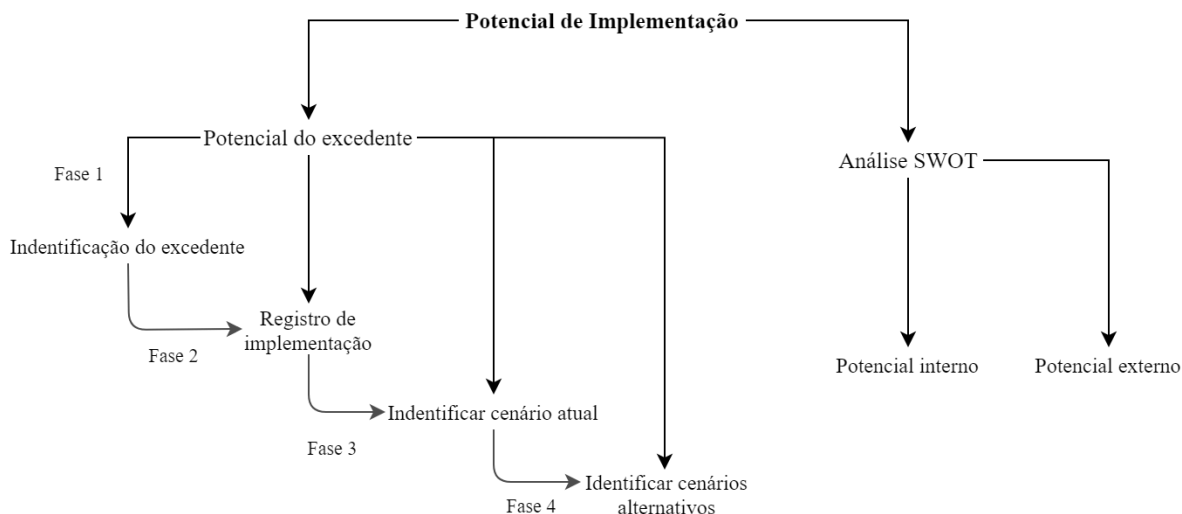 Potencial de Implementação
Potencial do excedente
Análise SWOT
Fase 1
Indentificação do excedente
Registro de
implementação
Fase 2
Potencial interno
Potencial externo
Indentificar cenário atual
Fase 3
Identificar cenários
alternativos
Fase 4